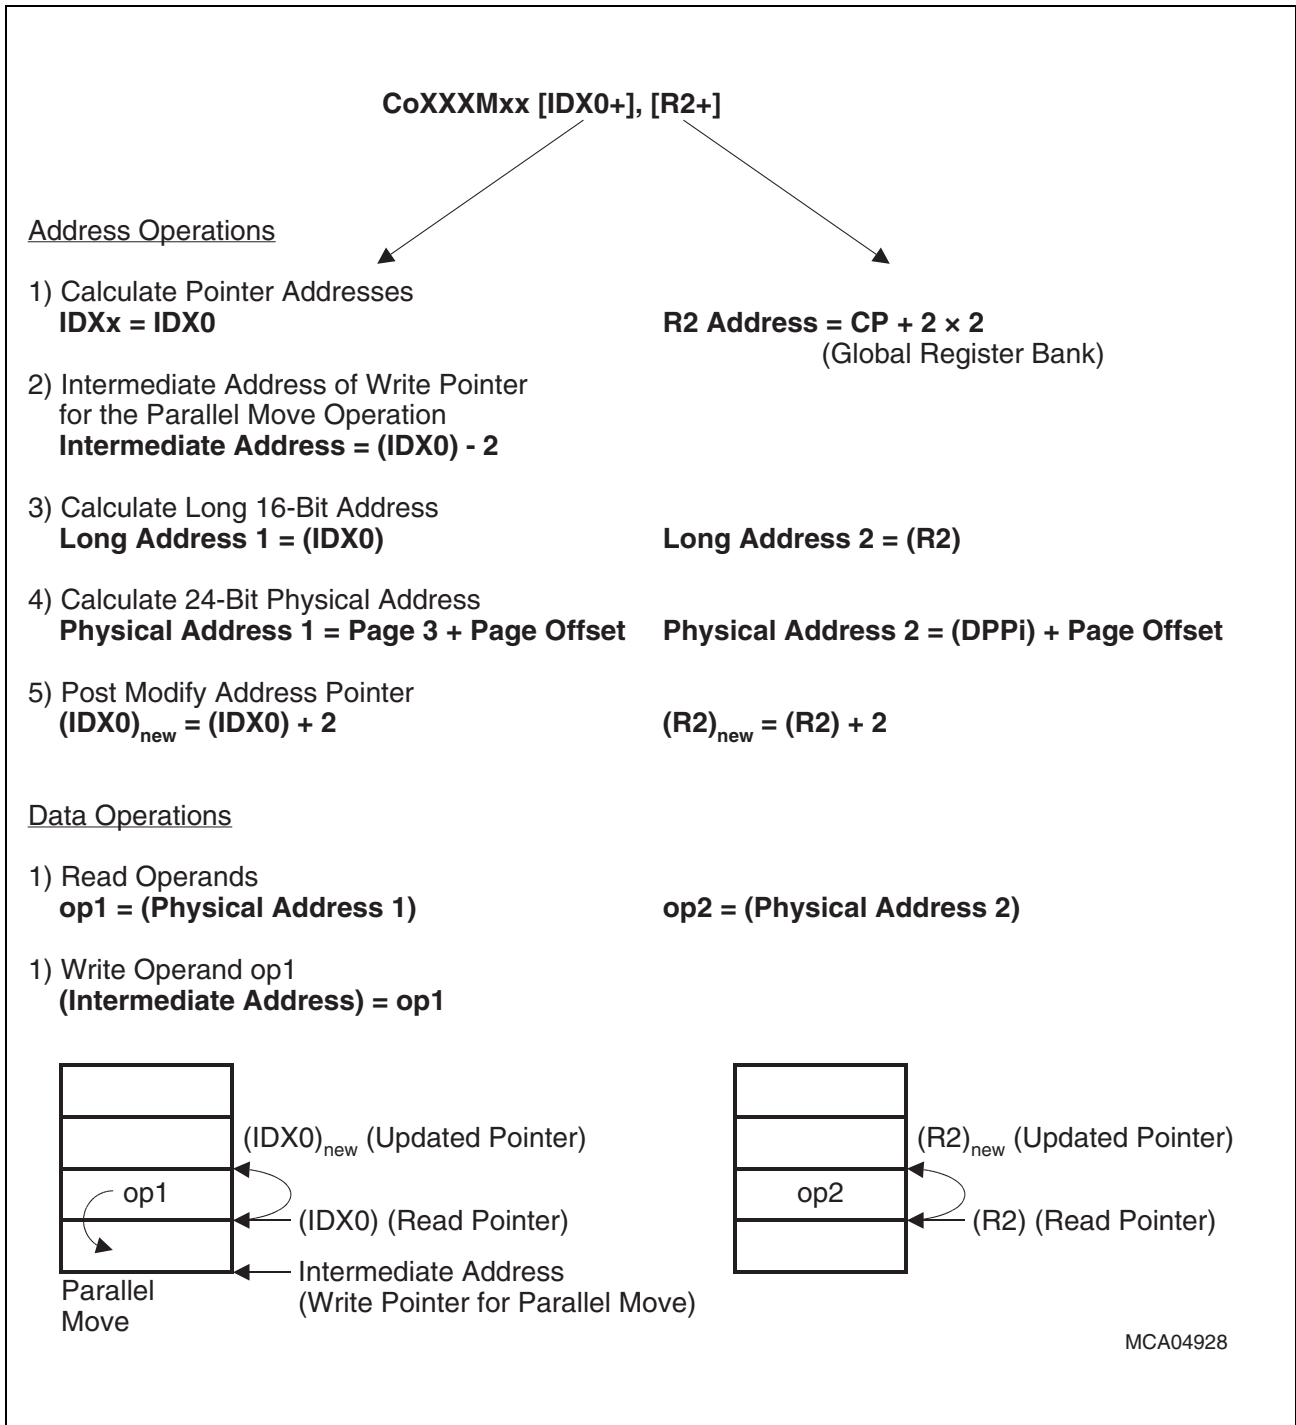 CoXXXMxx [IDX0+], [R2+]
Address Operations
1) Calculate Pointer Addresses
IDXx = IDX0
R2 Address = CP + 2 × 2
(Global Register Bank)
2) Intermediate Address of Write Pointer
for the Parallel Move Operation
Intermediate Address = (IDX0) - 2
3) Calculate Long 16-Bit Address
Long Address 1 = (IDX0)
Long Address 2 = (R2)
4) Calculate 24-Bit Physical Address
Physical Address 1 = Page 3 + Page Offset
Physical Address 2 = (DPPi) + Page Offset
5) Post Modify Address Pointer
(IDX0)new = (IDX0) + 2
(R2)new = (R2) + 2
Data Operations
1) Read Operands
op1 = (Physical Address 1)
op2 = (Physical Address 2)
1) Write Operand op1
(Intermediate Address) = op1
(IDX0)new (Updated Pointer)
op1
(IDX0) (Read Pointer)
Intermediate Address
(Write Pointer for Parallel Move)
Parallel
Move
(R2)new (Updated Pointer)
op2
(R2) (Read Pointer)
MCA04928